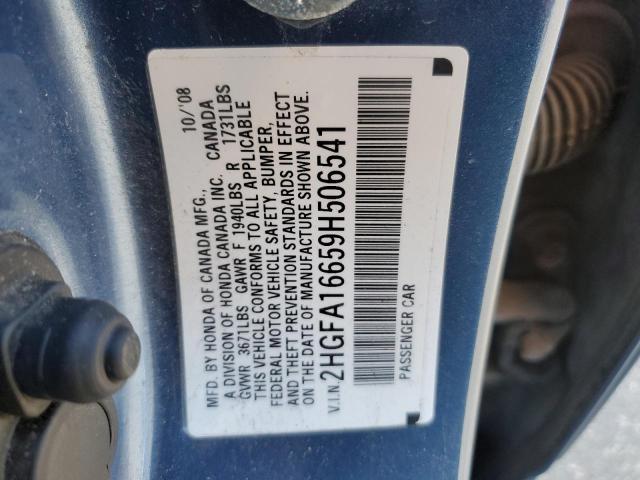 MFD. BY HONDA OF CANADA MFG., 10/'08
A DIVISION OF HONDA CANADA INC. CANADA
GVWR 3671LBS GAWR F 1940LBS R 1731LBS
THIS VEHICLE CONFORMS TO ALL APPLICABLE
FEDERAL MOTOR VEHICLE SAFETY, BUMPER,
AND THEFT PREVENTION STANDARDS IN EFFECT
ON THE DATE OF MANUFACTURE SHOWN ABOVE.
V.I.N. 2HGFA16659H506541
PASSENGER CAR